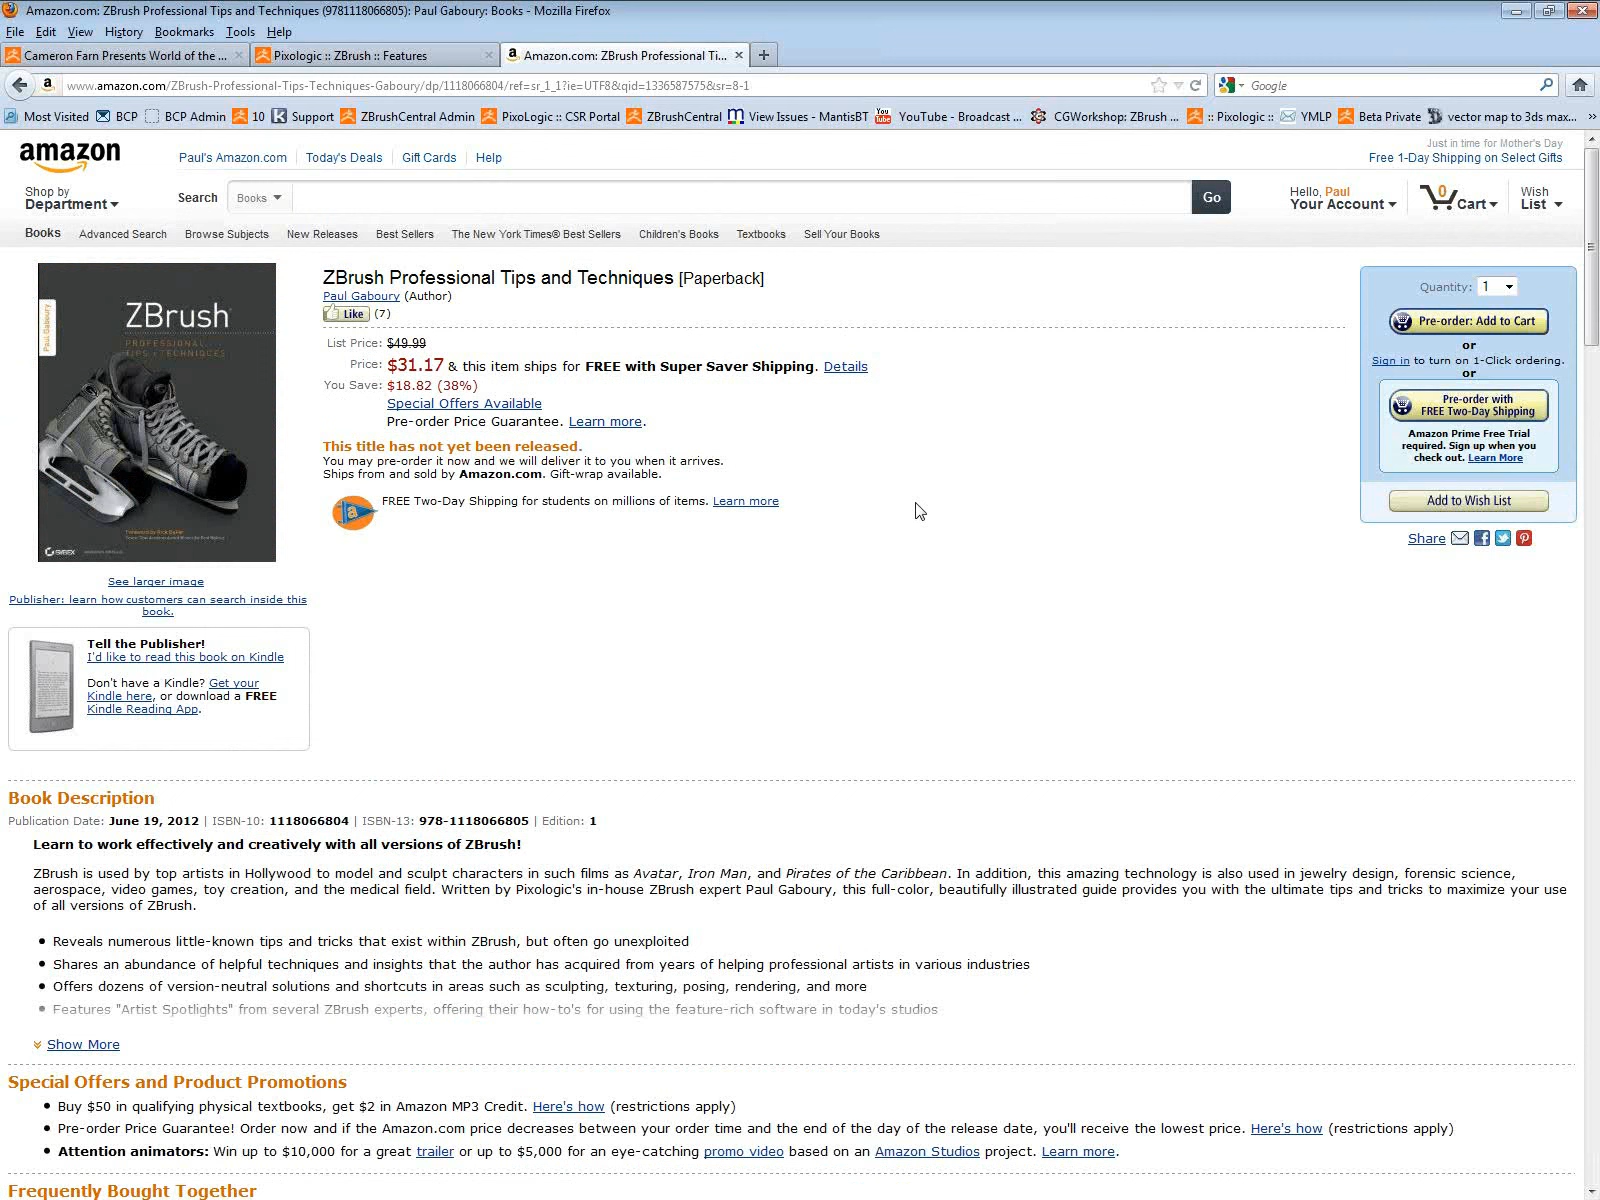 Amazon.com: ZBrush Professional Tips and Techniques (9781118066805): Paul Gaboury: Books - Mozilla Firefox
File Edit View History Bookmarks Tools Help
Cameron Farn Presents World of the ... Pixologic :: ZBrush :: Features Amazon.com: ZBrush Professional Ti...
www.amazon.com/ZBrush-Professional-Tips-Techniques-Gaboury/dp/1118066804/ref=sr_1_1?ie=UTF8&qid=1336587575&sr=8-1 Google
Most Visited BCP BCP Admin 10 Support ZBrushCentral Admin PixoLogic :: CSR Portal ZBrushCentral View Issues - MantisBT YouTube - Broadcast ... CGWorkshop: ZBrush ... :: Pixologic :: YMLP Beta Private vector map to 3ds max... »
amazon
Paul's Amazon.com Today's Deals Gift Cards Help
Just in time for Mother's Day
Free 1-Day Shipping on Select Gifts
Shop by
Department
Search Books Go
Hello, Paul
Your Account
0 Cart
Wish
List
Books Advanced Search Browse Subjects New Releases Best Sellers The New York Times® Best Sellers Children's Books Textbooks Sell Your Books
Paul Gaboury
ZBrush
PROFESSIONAL
TIPS & TECHNIQUES
SYBEX
See larger image
Publisher: learn how customers can search inside this
book.
Tell the Publisher!
I'd like to read this book on Kindle
Don't have a Kindle? Get your
Kindle here, or download a FREE
Kindle Reading App.
ZBrush Professional Tips and Techniques [Paperback]
Paul Gaboury (Author)
Like (7)
List Price: $49.99
Price: $31.17 & this item ships for FREE with Super Saver Shipping. Details
You Save: $18.82 (38%)
Special Offers Available
Pre-order Price Guarantee. Learn more.
This title has not yet been released.
You may pre-order it now and we will deliver it to you when it arrives.
Ships from and sold by Amazon.com. Gift-wrap available.
FREE Two-Day Shipping for students on millions of items. Learn more
Quantity: 1
Pre-order: Add to Cart
or
Sign in to turn on 1-Click ordering.
or
Pre-order with
FREE Two-Day Shipping
Amazon Prime Free Trial
required. Sign up when you
check out. Learn More
Add to Wish List
Share
Book Description
Publication Date: June 19, 2012 | ISBN-10: 1118066804 | ISBN-13: 978-1118066805 | Edition: 1
Learn to work effectively and creatively with all versions of ZBrush!
ZBrush is used by top artists in Hollywood to model and sculpt characters in such films as Avatar, Iron Man, and Pirates of the Caribbean. In addition, this amazing technology is also used in jewelry design, forensic science,
aerospace, video games, toy creation, and the medical field. Written by Pixologic's in-house ZBrush expert Paul Gaboury, this full-color, beautifully illustrated guide provides you with the ultimate tips and tricks to maximize your use
of all versions of ZBrush.
• Reveals numerous little-known tips and tricks that exist within ZBrush, but often go unexploited
• Shares an abundance of helpful techniques and insights that the author has acquired from years of helping professional artists in various industries
• Offers dozens of version-neutral solutions and shortcuts in areas such as sculpting, texturing, posing, rendering, and more
• Features "Artist Spotlights" from several ZBrush experts, offering their how-to's for using the feature-rich software in today's studios
Show More
Special Offers and Product Promotions
• Buy $50 in qualifying physical textbooks, get $2 in Amazon MP3 Credit. Here's how (restrictions apply)
• Pre-order Price Guarantee! Order now and if the Amazon.com price decreases between your order time and the end of the day of the release date, you'll receive the lowest price. Here's how (restrictions apply)
• Attention animators: Win up to $10,000 for a great trailer or up to $5,000 for an eye-catching promo video based on an Amazon Studios project. Learn more.
Frequently Bought Together